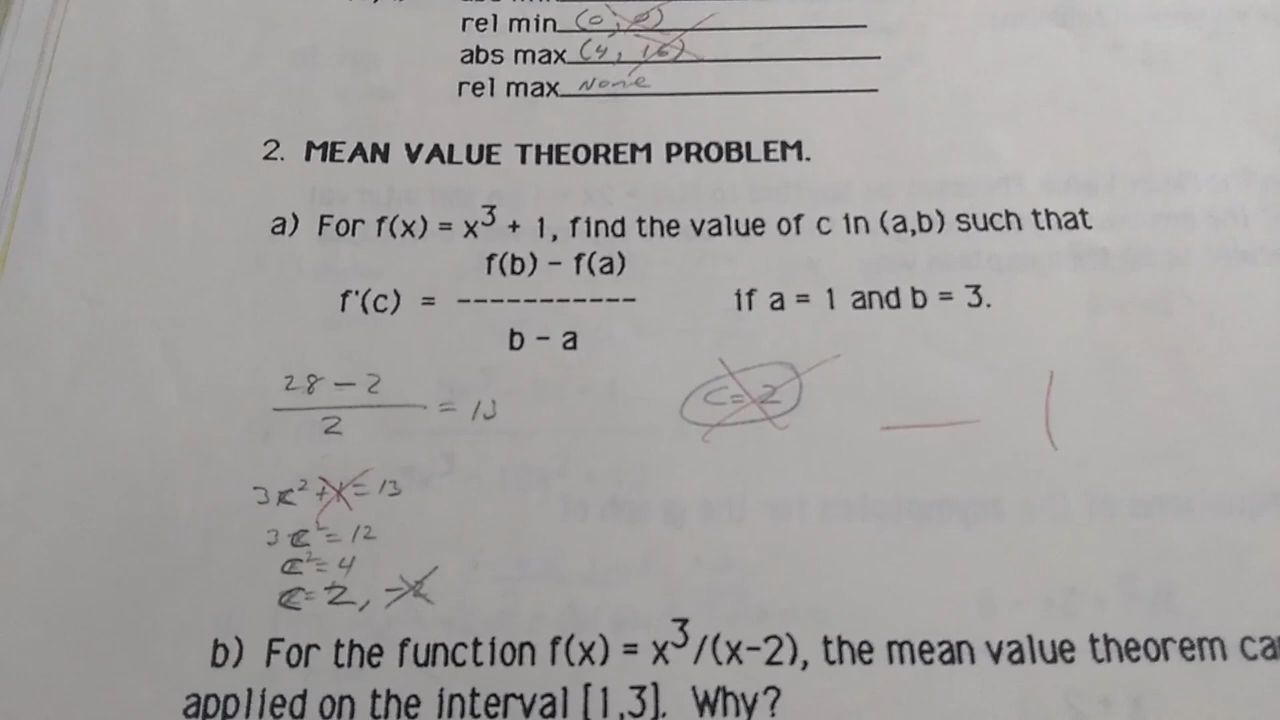 rel min (0, 0)
abs max (4, 16)
rel max None
2. MEAN VALUE THEOREM PROBLEM.
a) For f(x) = x³ + 1, find the value of c in (a,b) such that
f(b) - f(a)
f'(c) = ----------- if a = 1 and b = 3.
b - a
28 - 2
= 13
2
c = 2
3c² + 1 = 13
3c² = 12
c² = 4
c = 2, -2
b) For the function f(x) = x³/(x-2), the mean value theorem
applied on the interval [1,3]. Why?